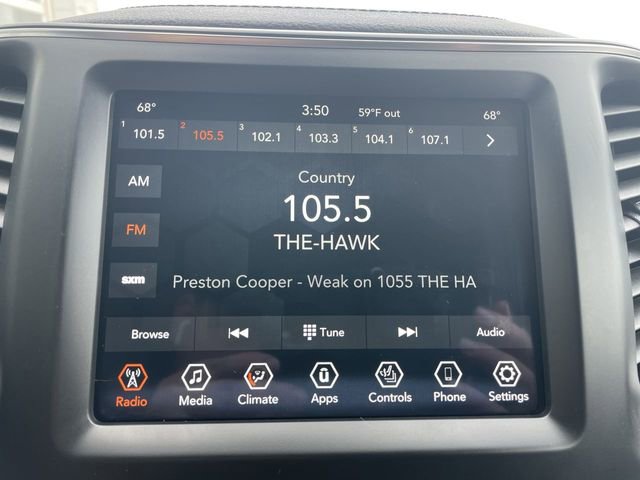 68° 3:50 59°F out 68°
1 101.5 2 105.5 3 102.1 4 103.3 5 104.1 6 107.1 >
AM
Country
105.5
FM
THE-HAWK
sxm
Preston Cooper - Weak on 1055 THE HA
Browse Tune Audio
Radio Media Climate Apps Controls Phone Settings